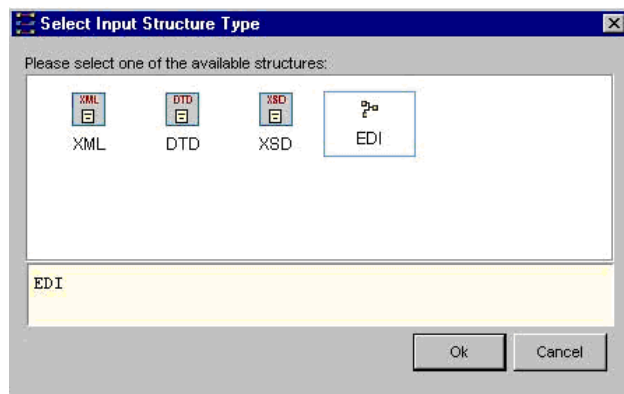 Select Input Structure Type
Please select one of the available structures:
XML DTD XSD
XML DTD XSD EDI
EDI
Ok Cancel